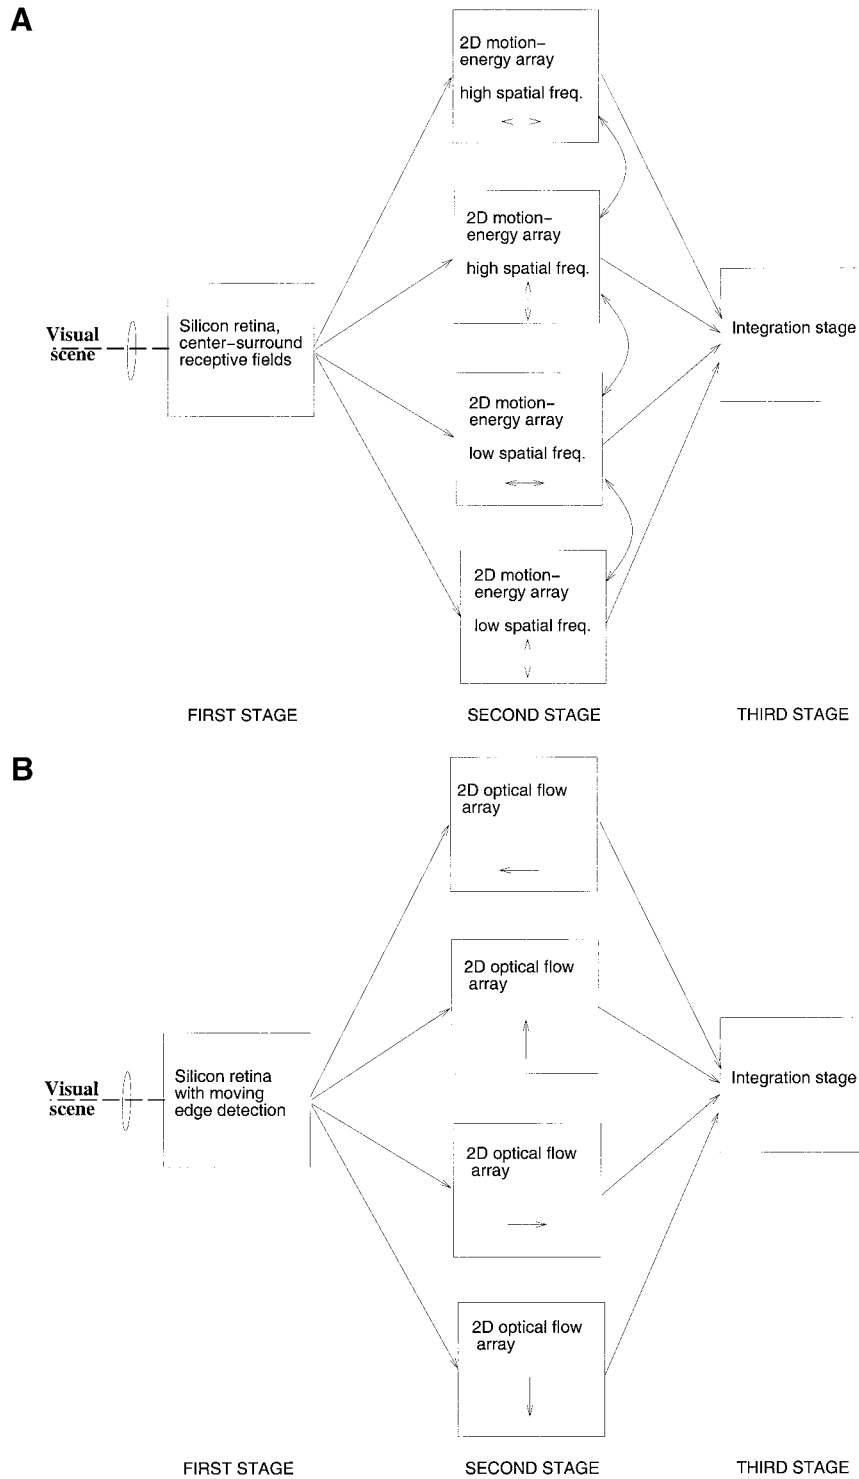 A
2D motion–
energy array
high spatial freq.
2D motion–
energy array
high spatial freq.
Visual
scene
Silicon retina,
center–surround
receptive fields
Integration stage
2D motion–
energy array
low spatial freq.
2D motion–
energy array
low spatial freq.
FIRST STAGE
SECOND STAGE
THIRD STAGE
B
2D optical flow
array
2D optical flow
array
Visual
scene
Silicon retina
with moving
edge detection
Integration stage
2D optical flow
array
2D optical flow
array
FIRST STAGE
SECOND STAGE
THIRD STAGE